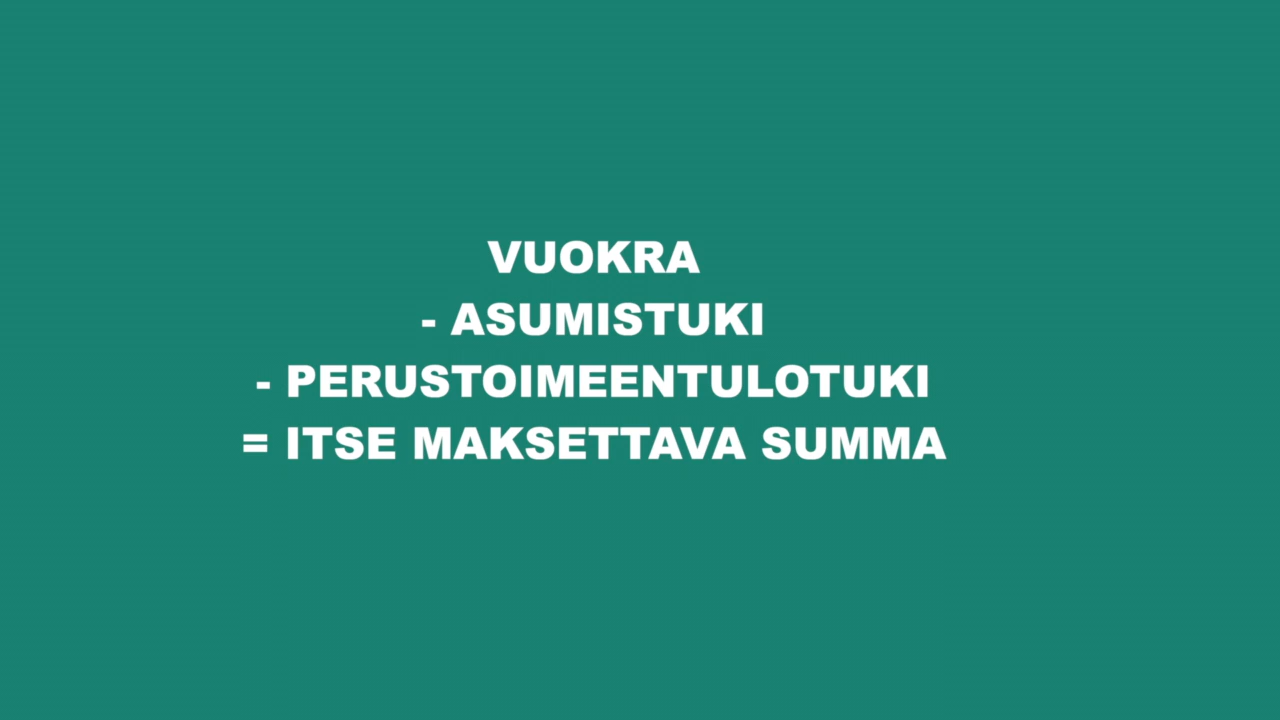 VUOKRA
- ASUMISTUKI
- PERUSTOIMEENTULOTUKI
= ITSE MAKSETTAVA SUMMA